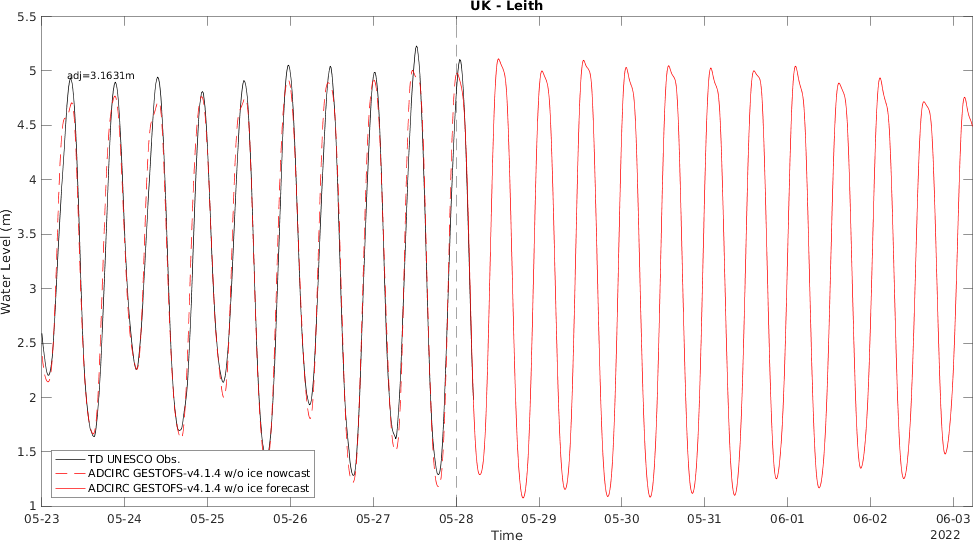 UK - Leith
5.5
5
4.5
4
3.5
3
2.5
2
1.5
1
Water Level (m)
adj=3.1631m
TD UNESCO Obs.
ADCIRC GESTOFS-v4.1.4 w/o ice nowcast
ADCIRC GESTOFS-v4.1.4 w/o ice forecast
05-23 05-24 05-25 05-26 05-27 05-28 05-29 05-30 05-31 06-01 06-02 06-03
Time
2022